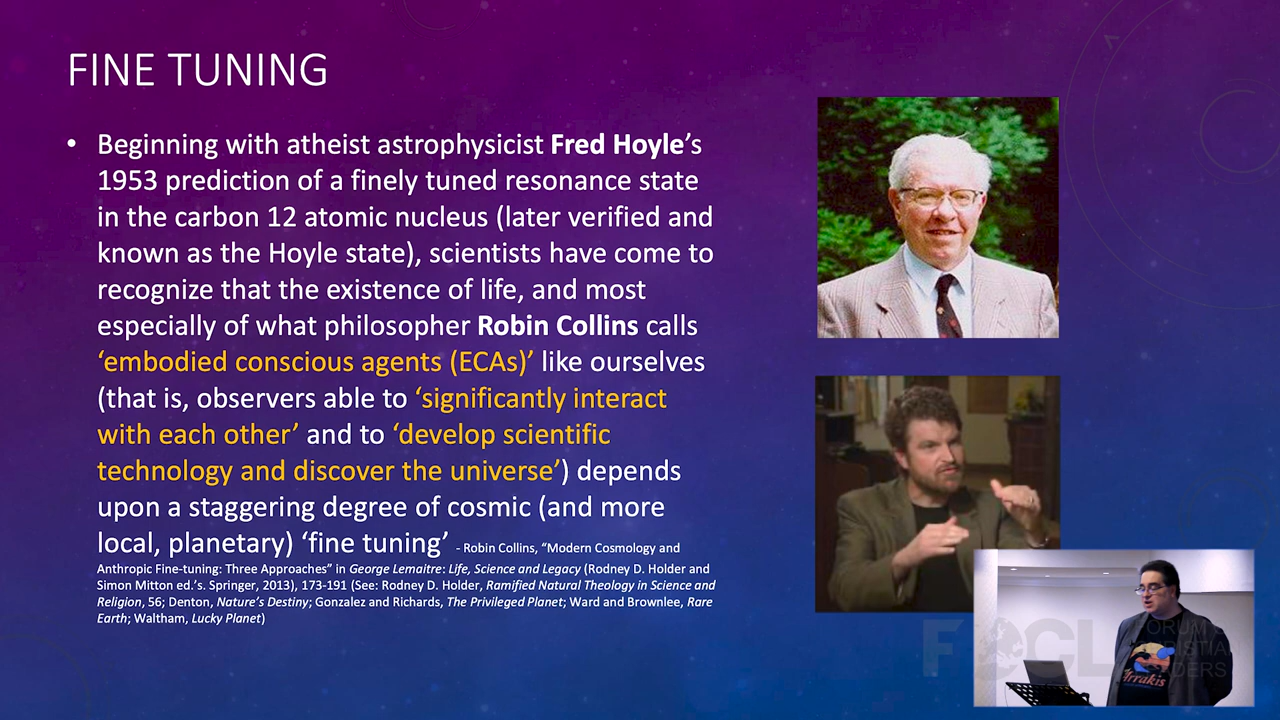 FINE TUNING
• Beginning with atheist astrophysicist Fred Hoyle’s
1953 prediction of a finely tuned resonance state
in the carbon 12 atomic nucleus (later verified and
known as the Hoyle state), scientists have come to
recognize that the existence of life, and most
especially of what philosopher Robin Collins calls
‘embodied conscious agents (ECAs)’ like ourselves
(that is, observers able to ‘significantly interact
with each other’ and to ‘develop scientific
technology and discover the universe’) depends
upon a staggering degree of cosmic (and more
local, planetary) ‘fine tuning’ - Robin Collins, “Modern Cosmology and
Anthropic Fine-tuning: Three Approaches” in George Lemaitre: Life, Science and Legacy (Rodney D. Holder and
Simon Mitton ed.’s. Springer, 2013), 173-191 (See: Rodney D. Holder, Ramified Natural Theology in Science and
Religion, 56; Denton, Nature’s Destiny; Gonzalez and Richards, The Privileged Planet; Ward and Brownlee, Rare
Earth; Waltham, Lucky Planet)
FOCL
FORUM
Arrakis